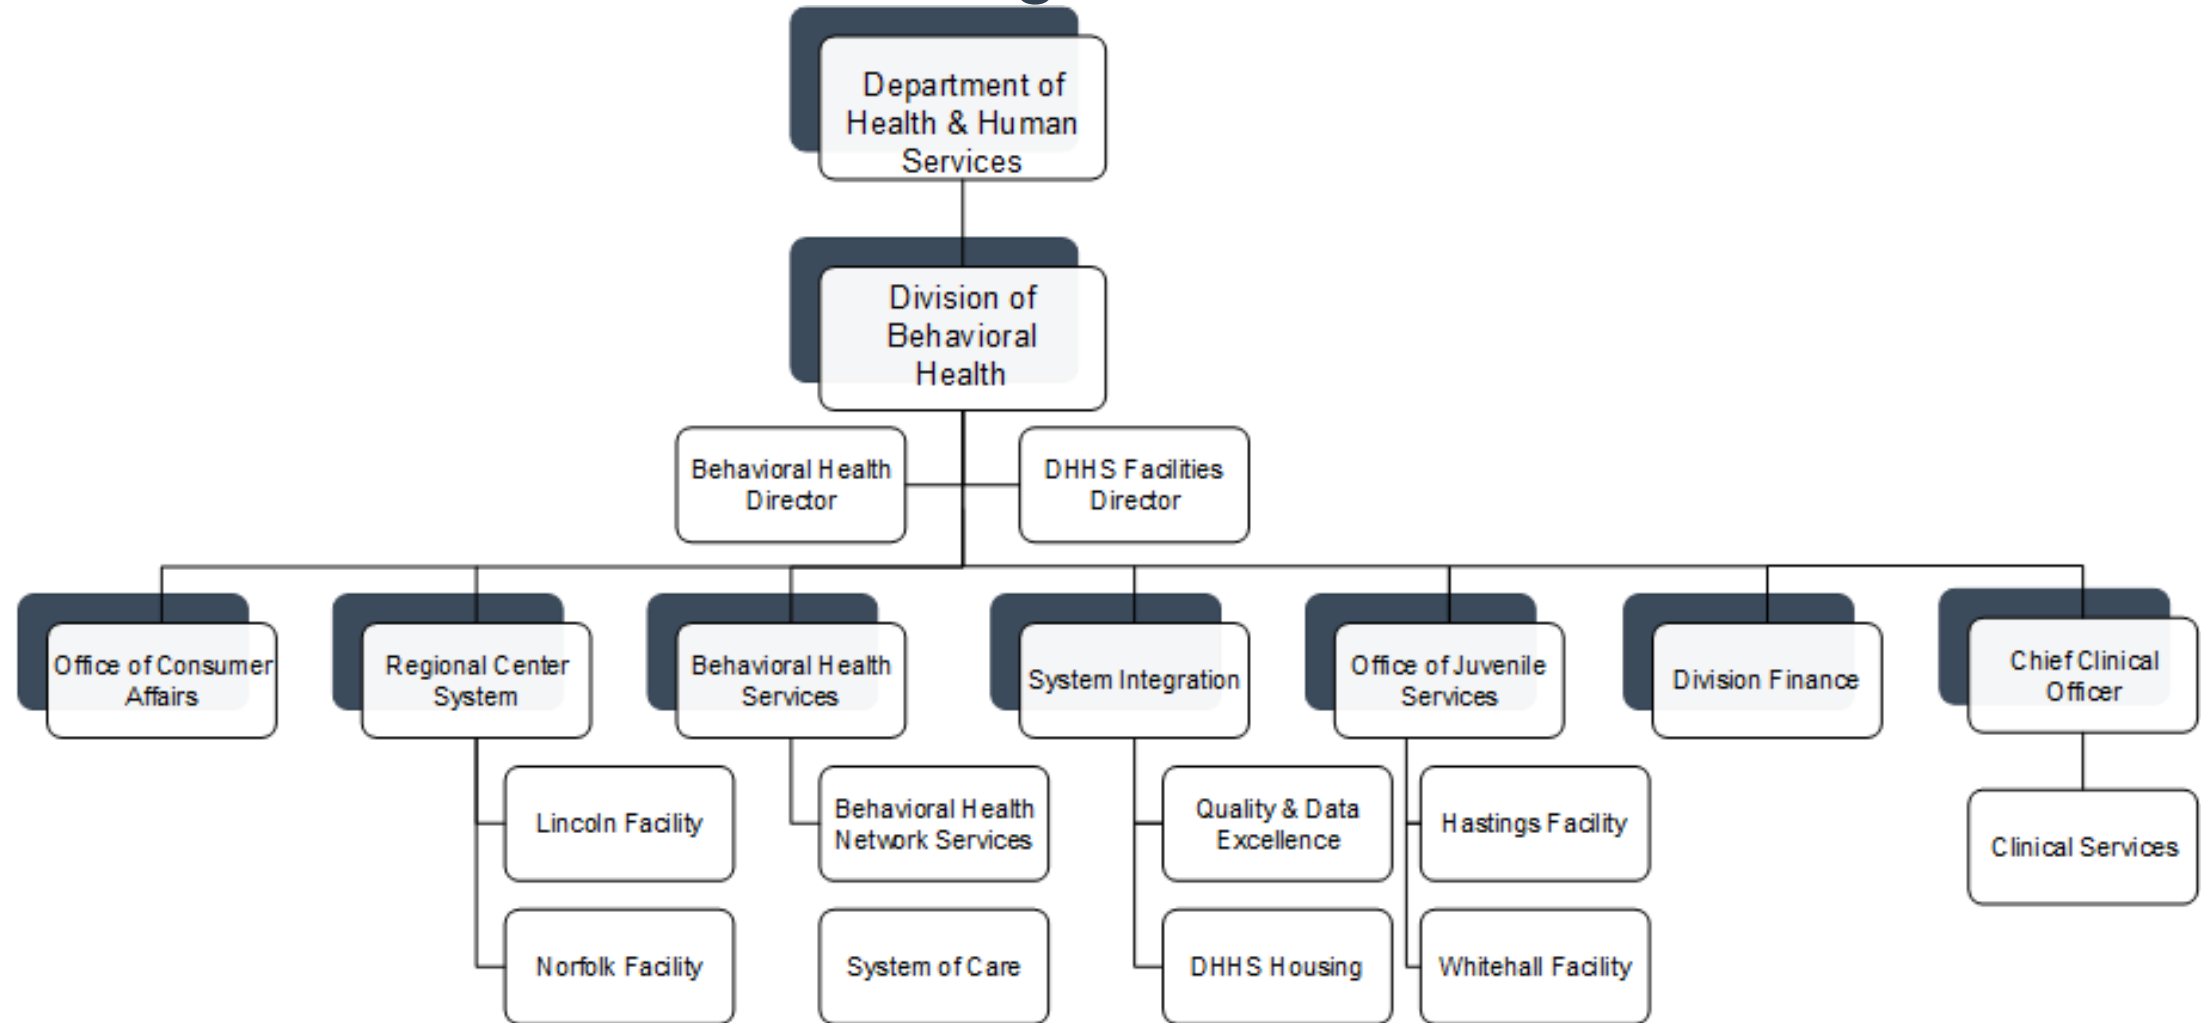 Department of
Health & Human
Services
Division of
Behavioral
Health
Behavioral Health
Director
DHHS Facilities
Director
Office of Consumer
Affairs
Regional Center
System
Behavioral Health
Services
System Integration
Office of Juvenile
Services
Division Finance
Chief Clinical
Officer
Lincoln Facility
Behavioral Health
Network Services
Quality & Data
Excellence
Hastings Facility
Clinical Services
Norfolk Facility
System of Care
DHHS Housing
Whitehall Facility